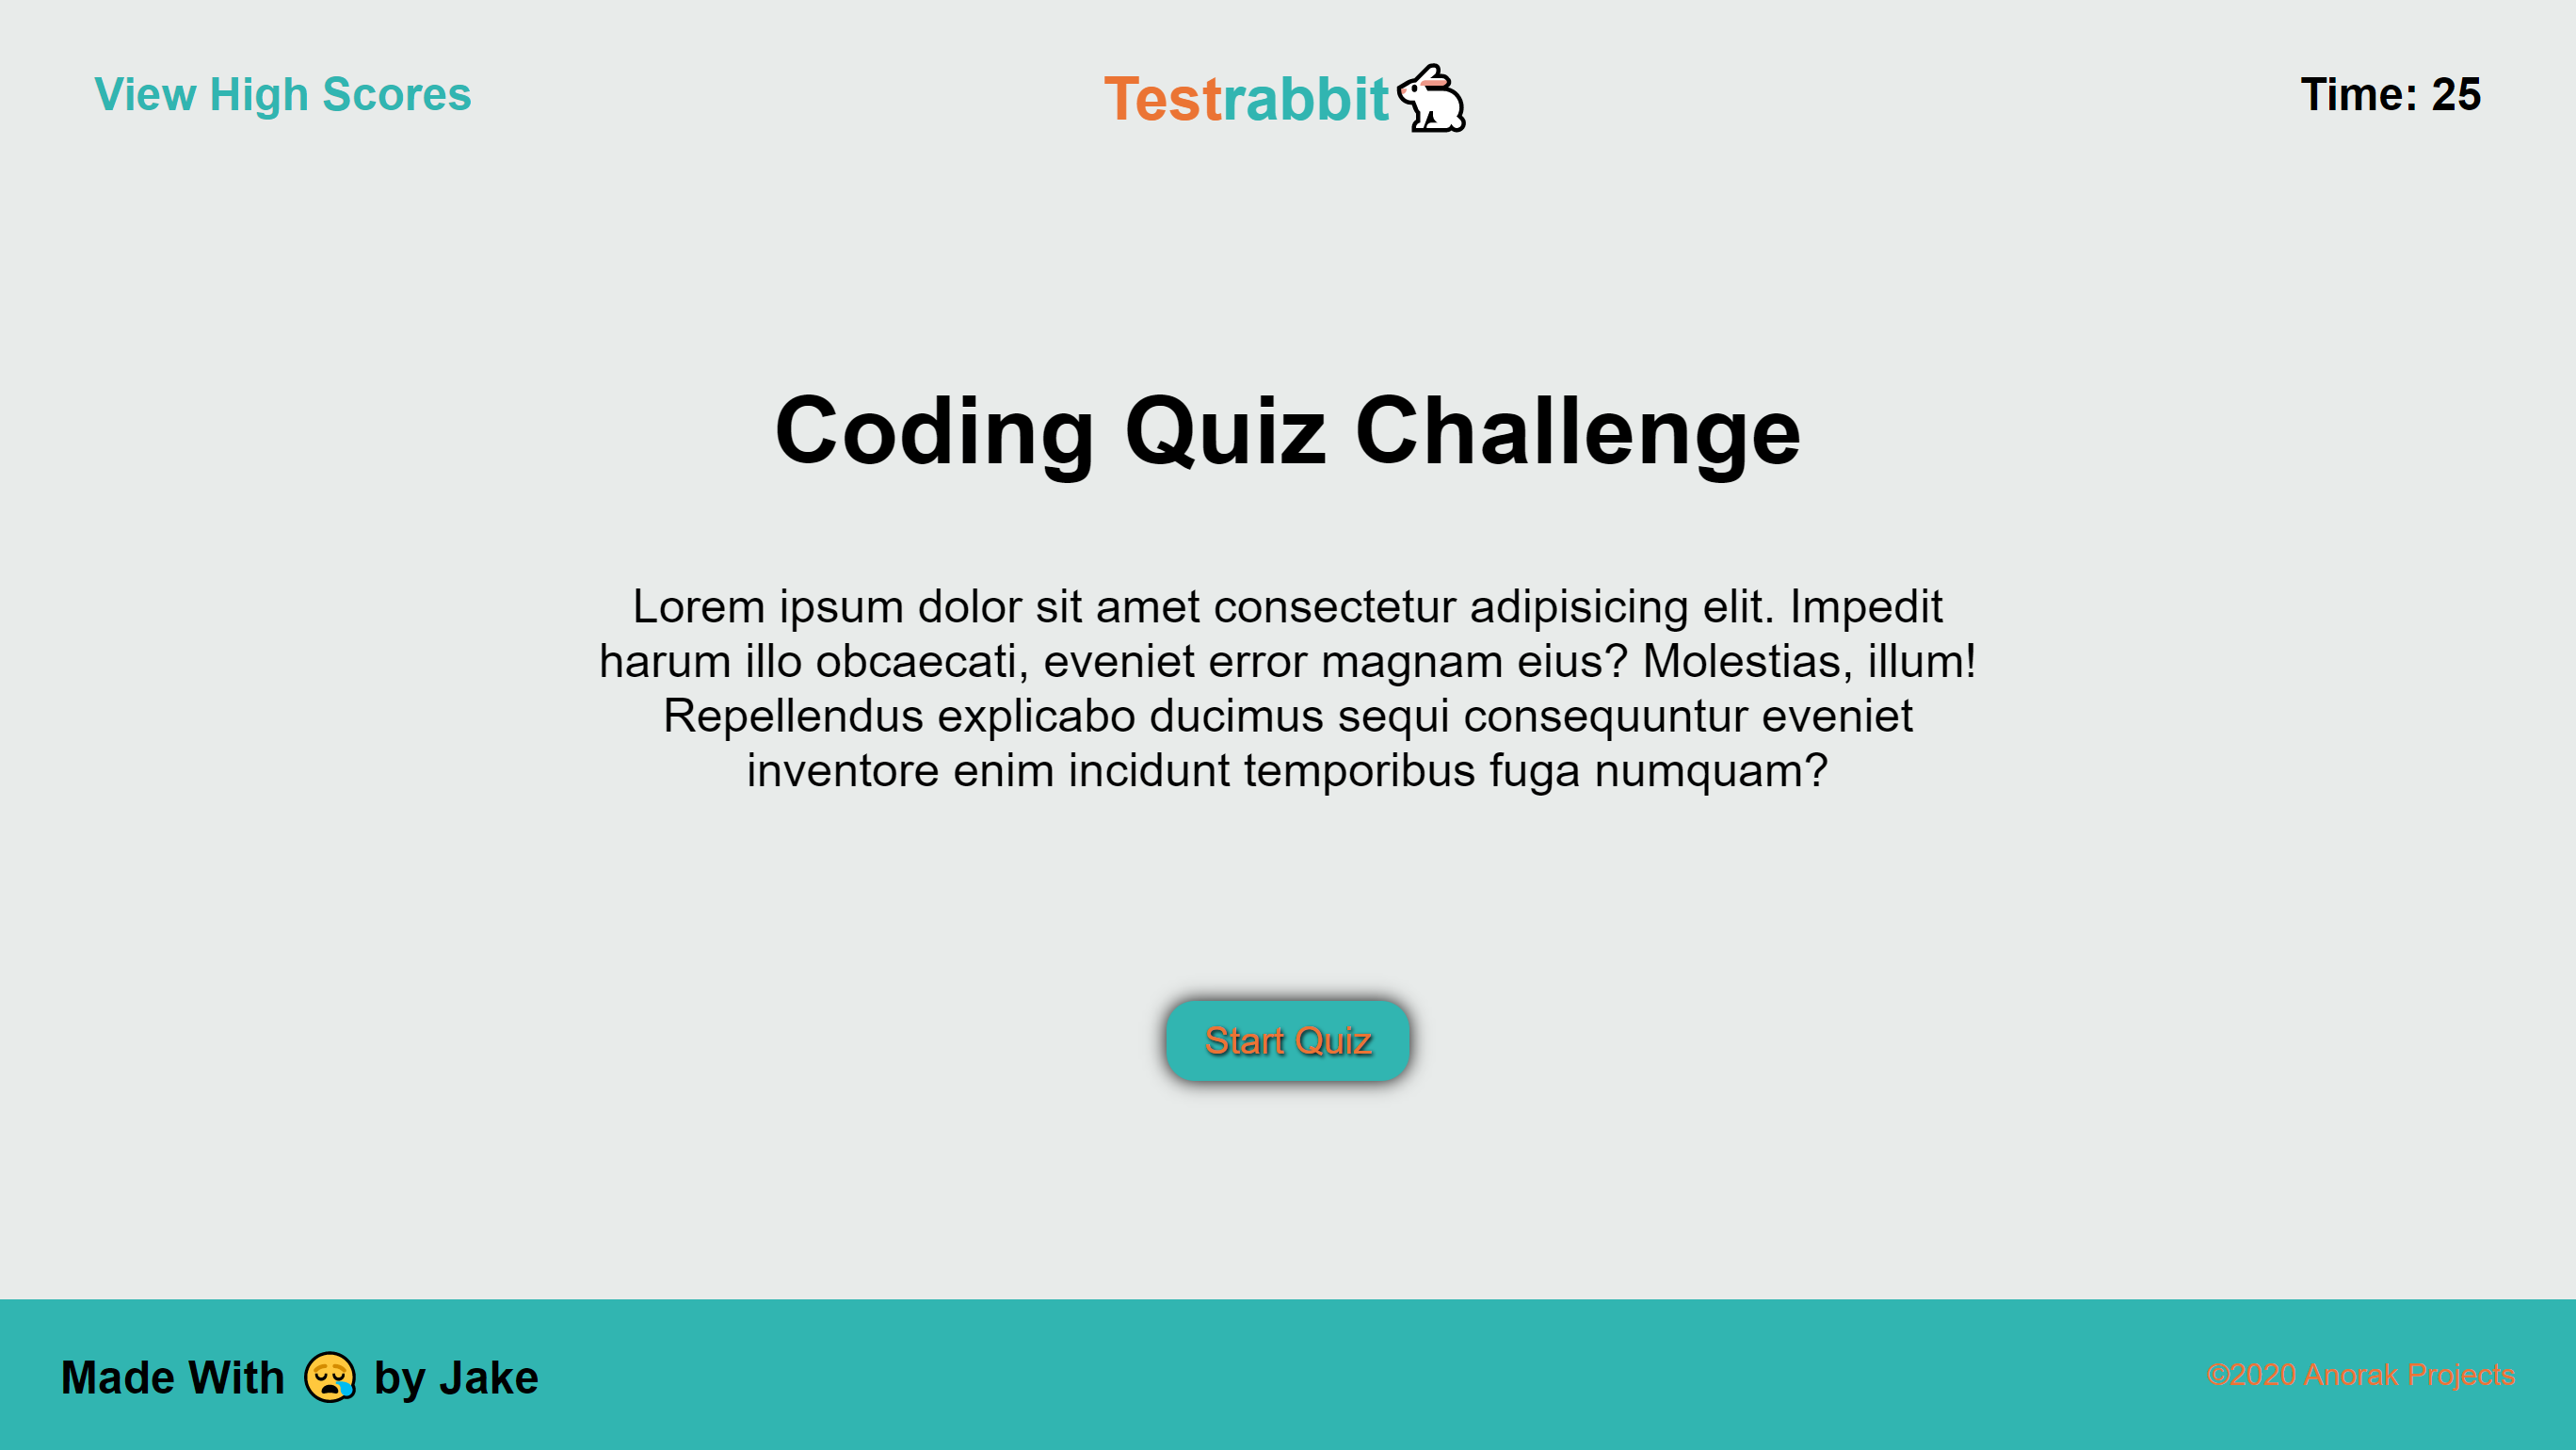 View High Scores
Testrabbit
Time: 25
Coding Quiz Challenge
Lorem ipsum dolor sit amet consectetur adipisicing elit. Impedit
harum illo obcaecati, eveniet error magnam eius? Molestias, illum!
Repellendus explicabo ducimus sequi consequuntur eveniet
inventore enim incidunt temporibus fuga numquam?
Start Quiz
Made With 😪 by Jake
©2020 Anorak Projects